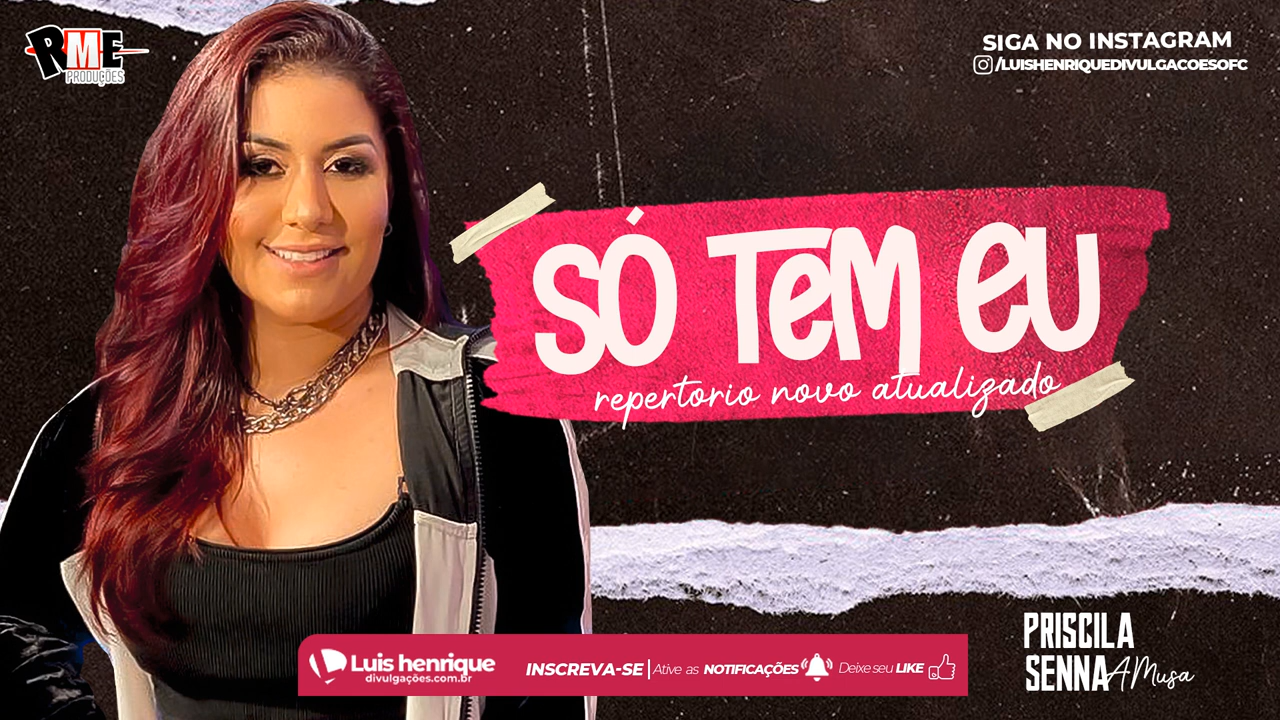 RME
PRODUÇÕES
SIGA NO INSTAGRAM
/LUISHENRIQUEDIVULGACOESOFC
SÓ TEM EU
repertorio novo atualizado
Luis henrique
divulgações.com.br
INSCREVA-SE | Ative as NOTIFICAÇÕES Deixe seu LIKE
PRISCILA
SENNA A Musa